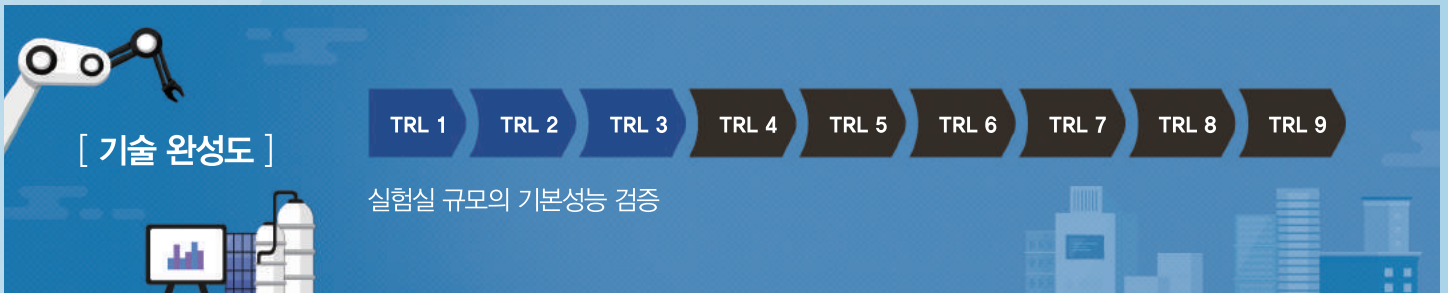 [ 기술 완성도 ]
TRL 1 TRL 2 TRL 3 TRL 4 TRL 5 TRL 6 TRL 7 TRL 8 TRL 9
실험실 규모의 기본성능 검증